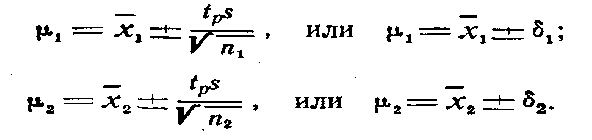 μ₁ = x̄₁ ± tₚs / √n₁ , или μ₁ = x̄₁ ± δ₁;
μ₂ = x̄₂ ± tₚs / √n₂ , или μ₂ = x̄₂ ± δ₂.